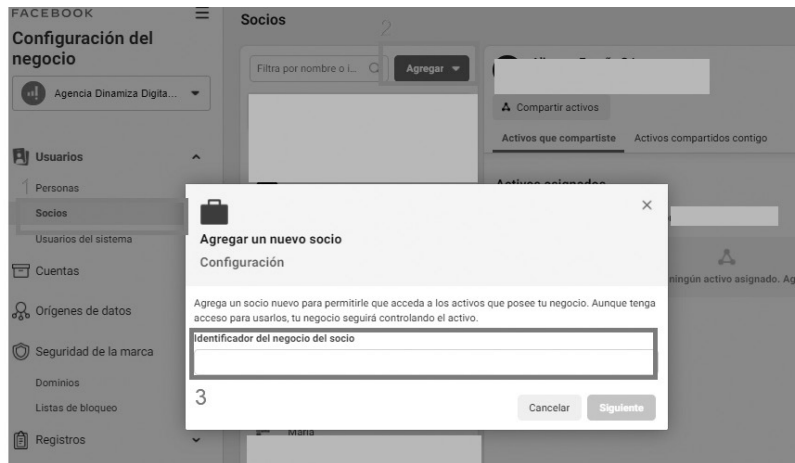 FACEBOOK
Configuración del
negocio
Agencia Dinamiza Digita...
Usuarios
1 Personas
Socios
Usuarios del sistema
Cuentas
Orígenes de datos
Seguridad de la marca
Dominios
Listas de bloqueo
Registros
Socios
2
Filtra por nombre o i...
Agregar
Compartir activos
Activos que compartiste
Activos compartidos contigo
Activos asignados
ningún activo asignado. Ag
Agregar un nuevo socio
Configuración
Agrega un socio nuevo para permitirle que acceda a los activos que posee tu negocio. Aunque tenga
acceso para usarlos, tu negocio seguirá controlando el activo.
Identificador del negocio del socio
3
Cancelar
Siguiente
María